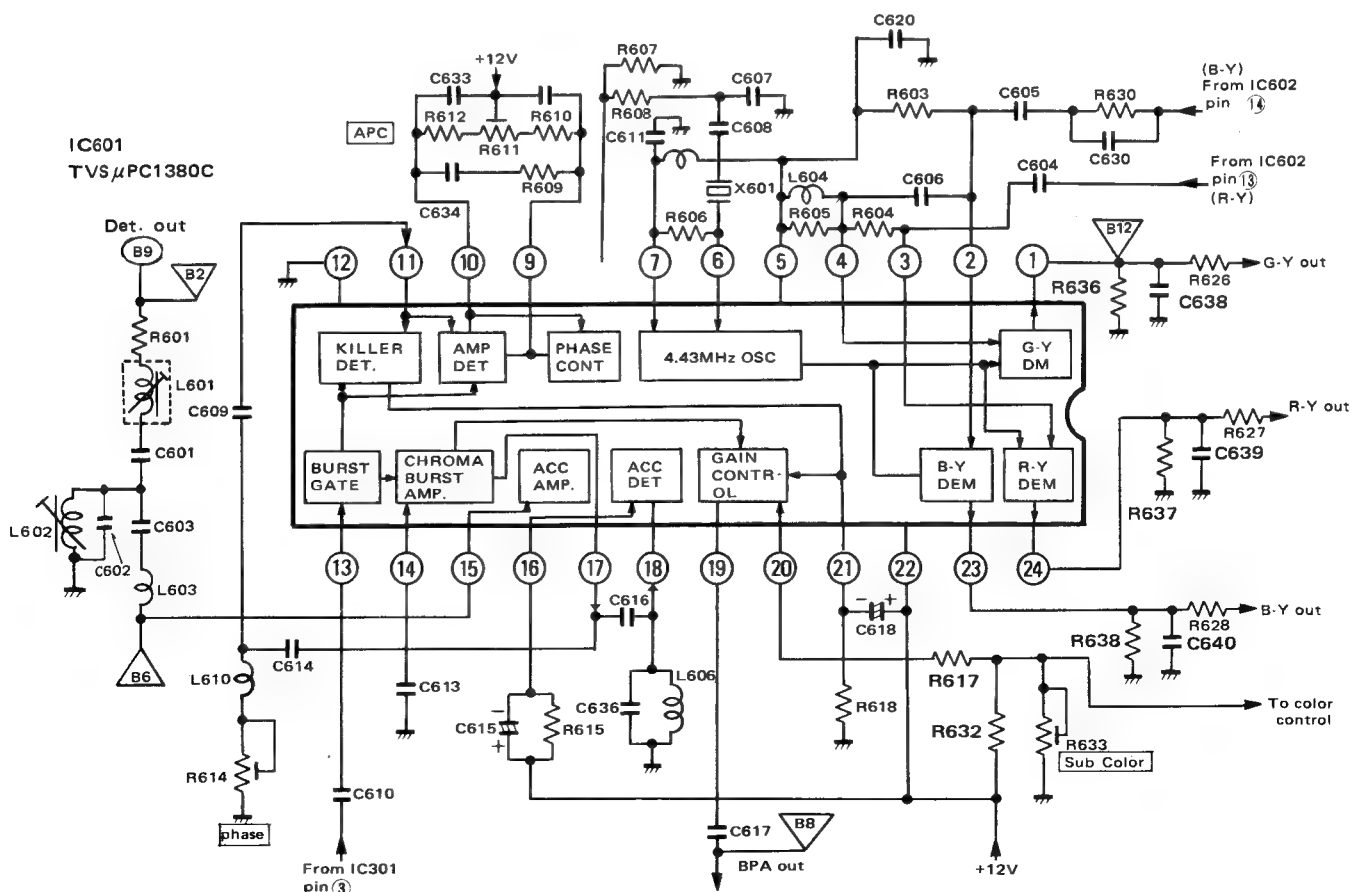 C620
+12V
R607
C633
C607
(B-Y)
From IC602
pin ⑭
R608
R603
C605
R630
R612
R610
APC
C611
C608
R611
C630
IC601
TVS μPC1380C
R609
X601
L604
C606
C604
From IC602
pin ⑬
(R-Y)
C634
R606
R605
R604
Det. out
B9
B2
B12
12
11
10
9
7
6
5
4
3
2
1
G-Y out
R626
R636
C638
R601
KILLER
DET.
AMP
DET
PHASE
CONT
4.43MHz OSC
G-Y
DM
L601
C609
R-Y out
R627
C601
BURST
GATE
CHROMA
BURST
AMP.
ACC
AMP.
ACC
DET
GAIN
CONTR-
OL
B-Y
DEM
R-Y
DEM
C639
R637
L602
C603
C602
13
14
15
16
17
18
19
20
21
22
23
24
L603
C616
C618
- +
B-Y out
R628
R638
C640
C614
B6
L610
L606
R617
C613
C636
R618
To color
control
C615
-
+
R615
R632
R633
Sub Color
R614
C610
phase
C617
B8
From IC301
pin ③
BPA out
+12V